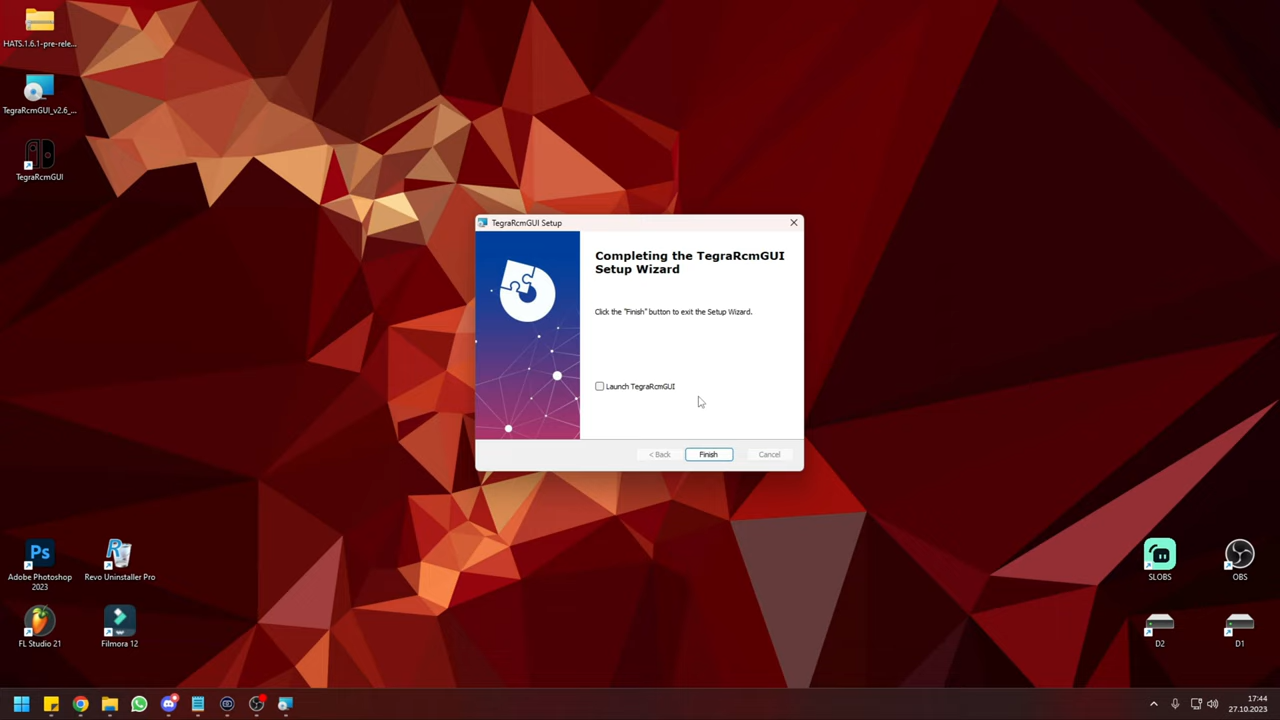 HATS.1.6.1-pre-rele...
TegraRcmGUI_v2.6_...
TegraRcmGUI
TegraRcmGUI Setup
Completing the TegraRcmGUI
Setup Wizard
Click the "Finish" button to exit the Setup Wizard.
Launch TegraRcmGUI
< Back
Finish
Cancel
Ps
Adobe Photoshop
2023
Revo Uninstaller Pro
FL Studio 21
Filmora 12
SLOBS
OBS
D2
D1
17:44
27.10.2023